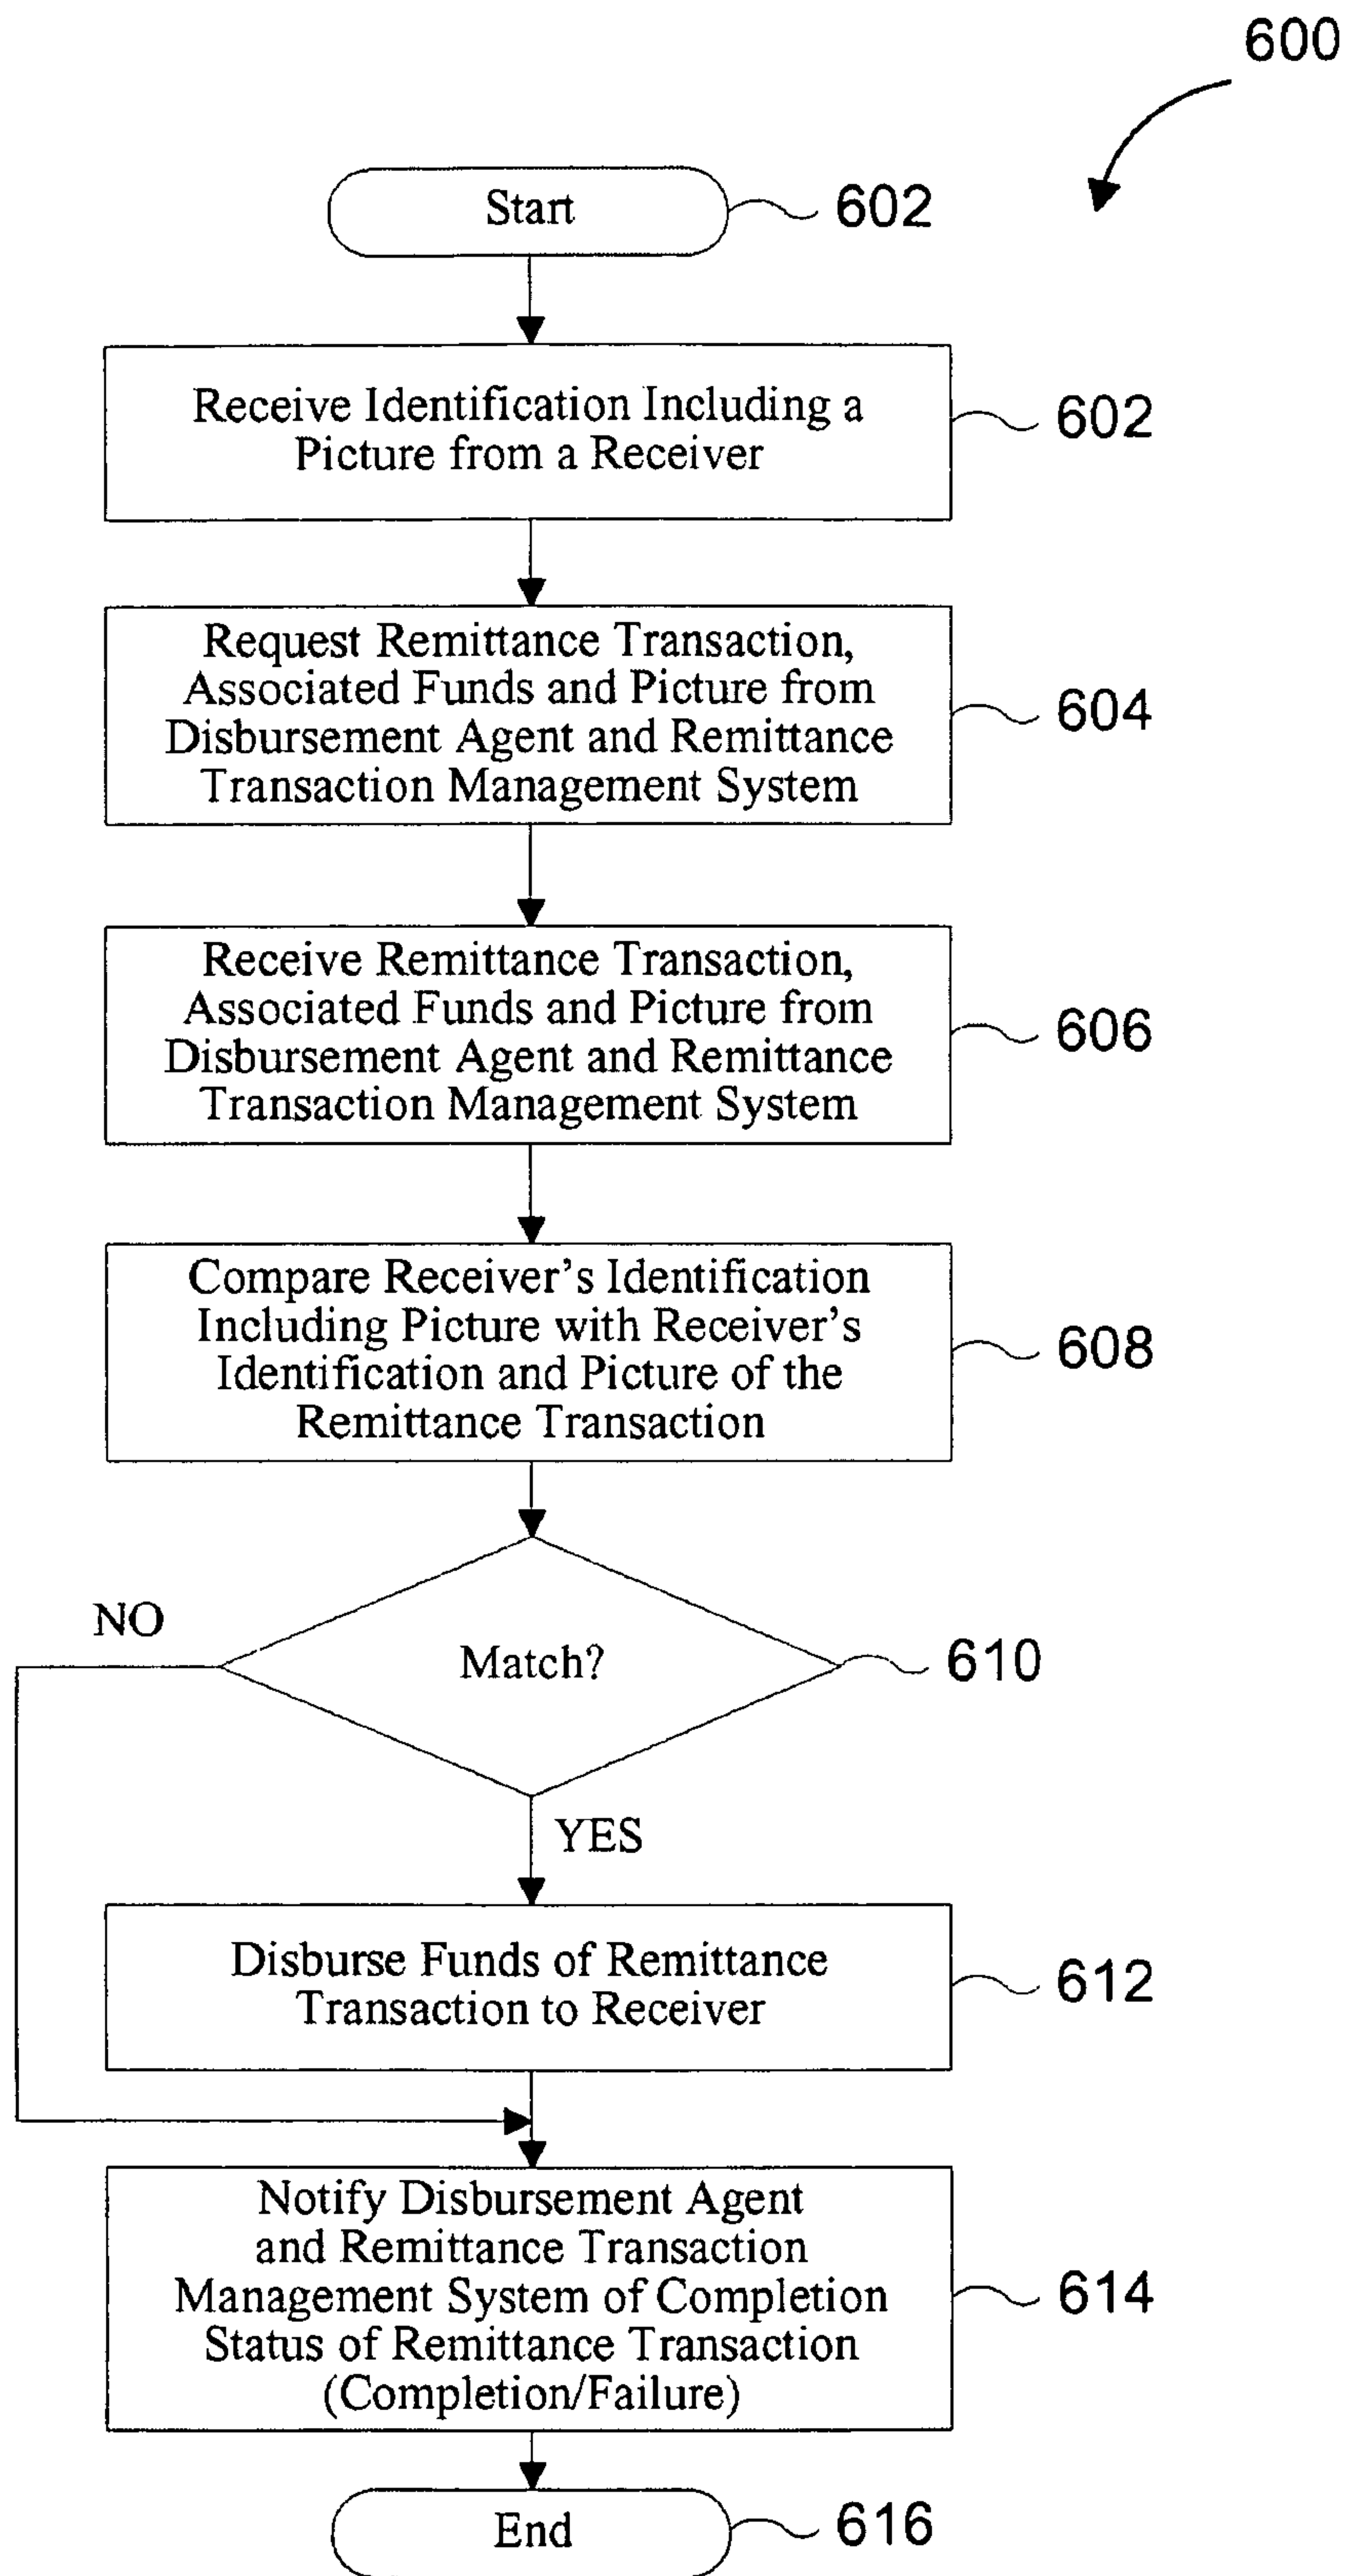 600
Start
602
Receive Identification Including a
Picture from a Receiver
602
Request Remittance Transaction,
Associated Funds and Picture from
Disbursement Agent and Remittance
Transaction Management System
604
Receive Remittance Transaction,
Associated Funds and Picture from
Disbursement Agent and Remittance
Transaction Management System
606
Compare Receiver’s Identification
Including Picture with Receiver’s
Identification and Picture of the
Remittance Transaction
608
NO
Match?
610
YES
Disburse Funds of Remittance
Transaction to Receiver
612
Notify Disbursement Agent
and Remittance Transaction
Management System of Completion
Status of Remittance Transaction
(Completion/Failure)
614
End
616